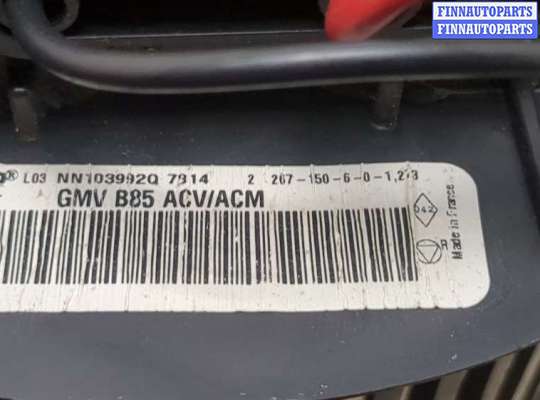 FINNAUTOPARTS
FINNAUTOPARTS
L03 NN103992Q 7914 2 267-150-6-0-1,2/3
GMV B85 ACV/ACM
042
Made in France